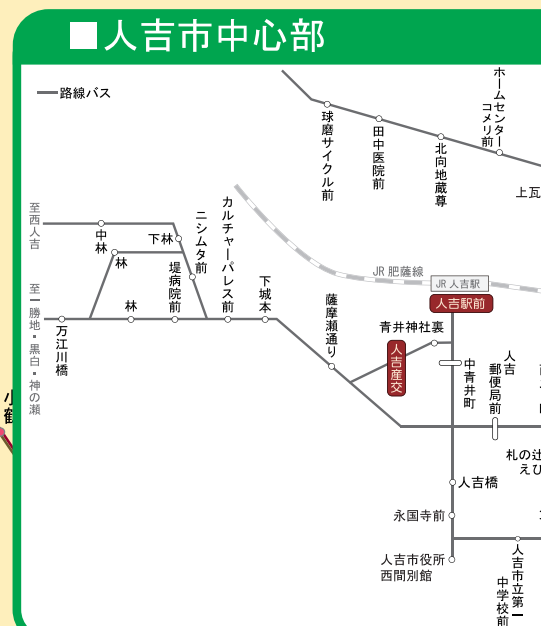 ■人吉市中心部
路線バス
ホームセンター
コメリ前
球磨サイクル前
田中医院前
北向地蔵尊
上瓦
至西人吉
中林
林
下林
ニシムタ前
カルチャーパレス前
堤病院前
下城本
JR 肥薩線
JR 人吉駅
人吉駅前
至一勝地・黒白・神の瀬
万江川橋
林
薩摩瀬通り
青井神社裏
人吉産交
中青井町
人吉
郵便局前
札の辻
えび
人吉橋
永国寺前
人吉市役所
西間別館
人吉市立第一
中学校前
小鶴